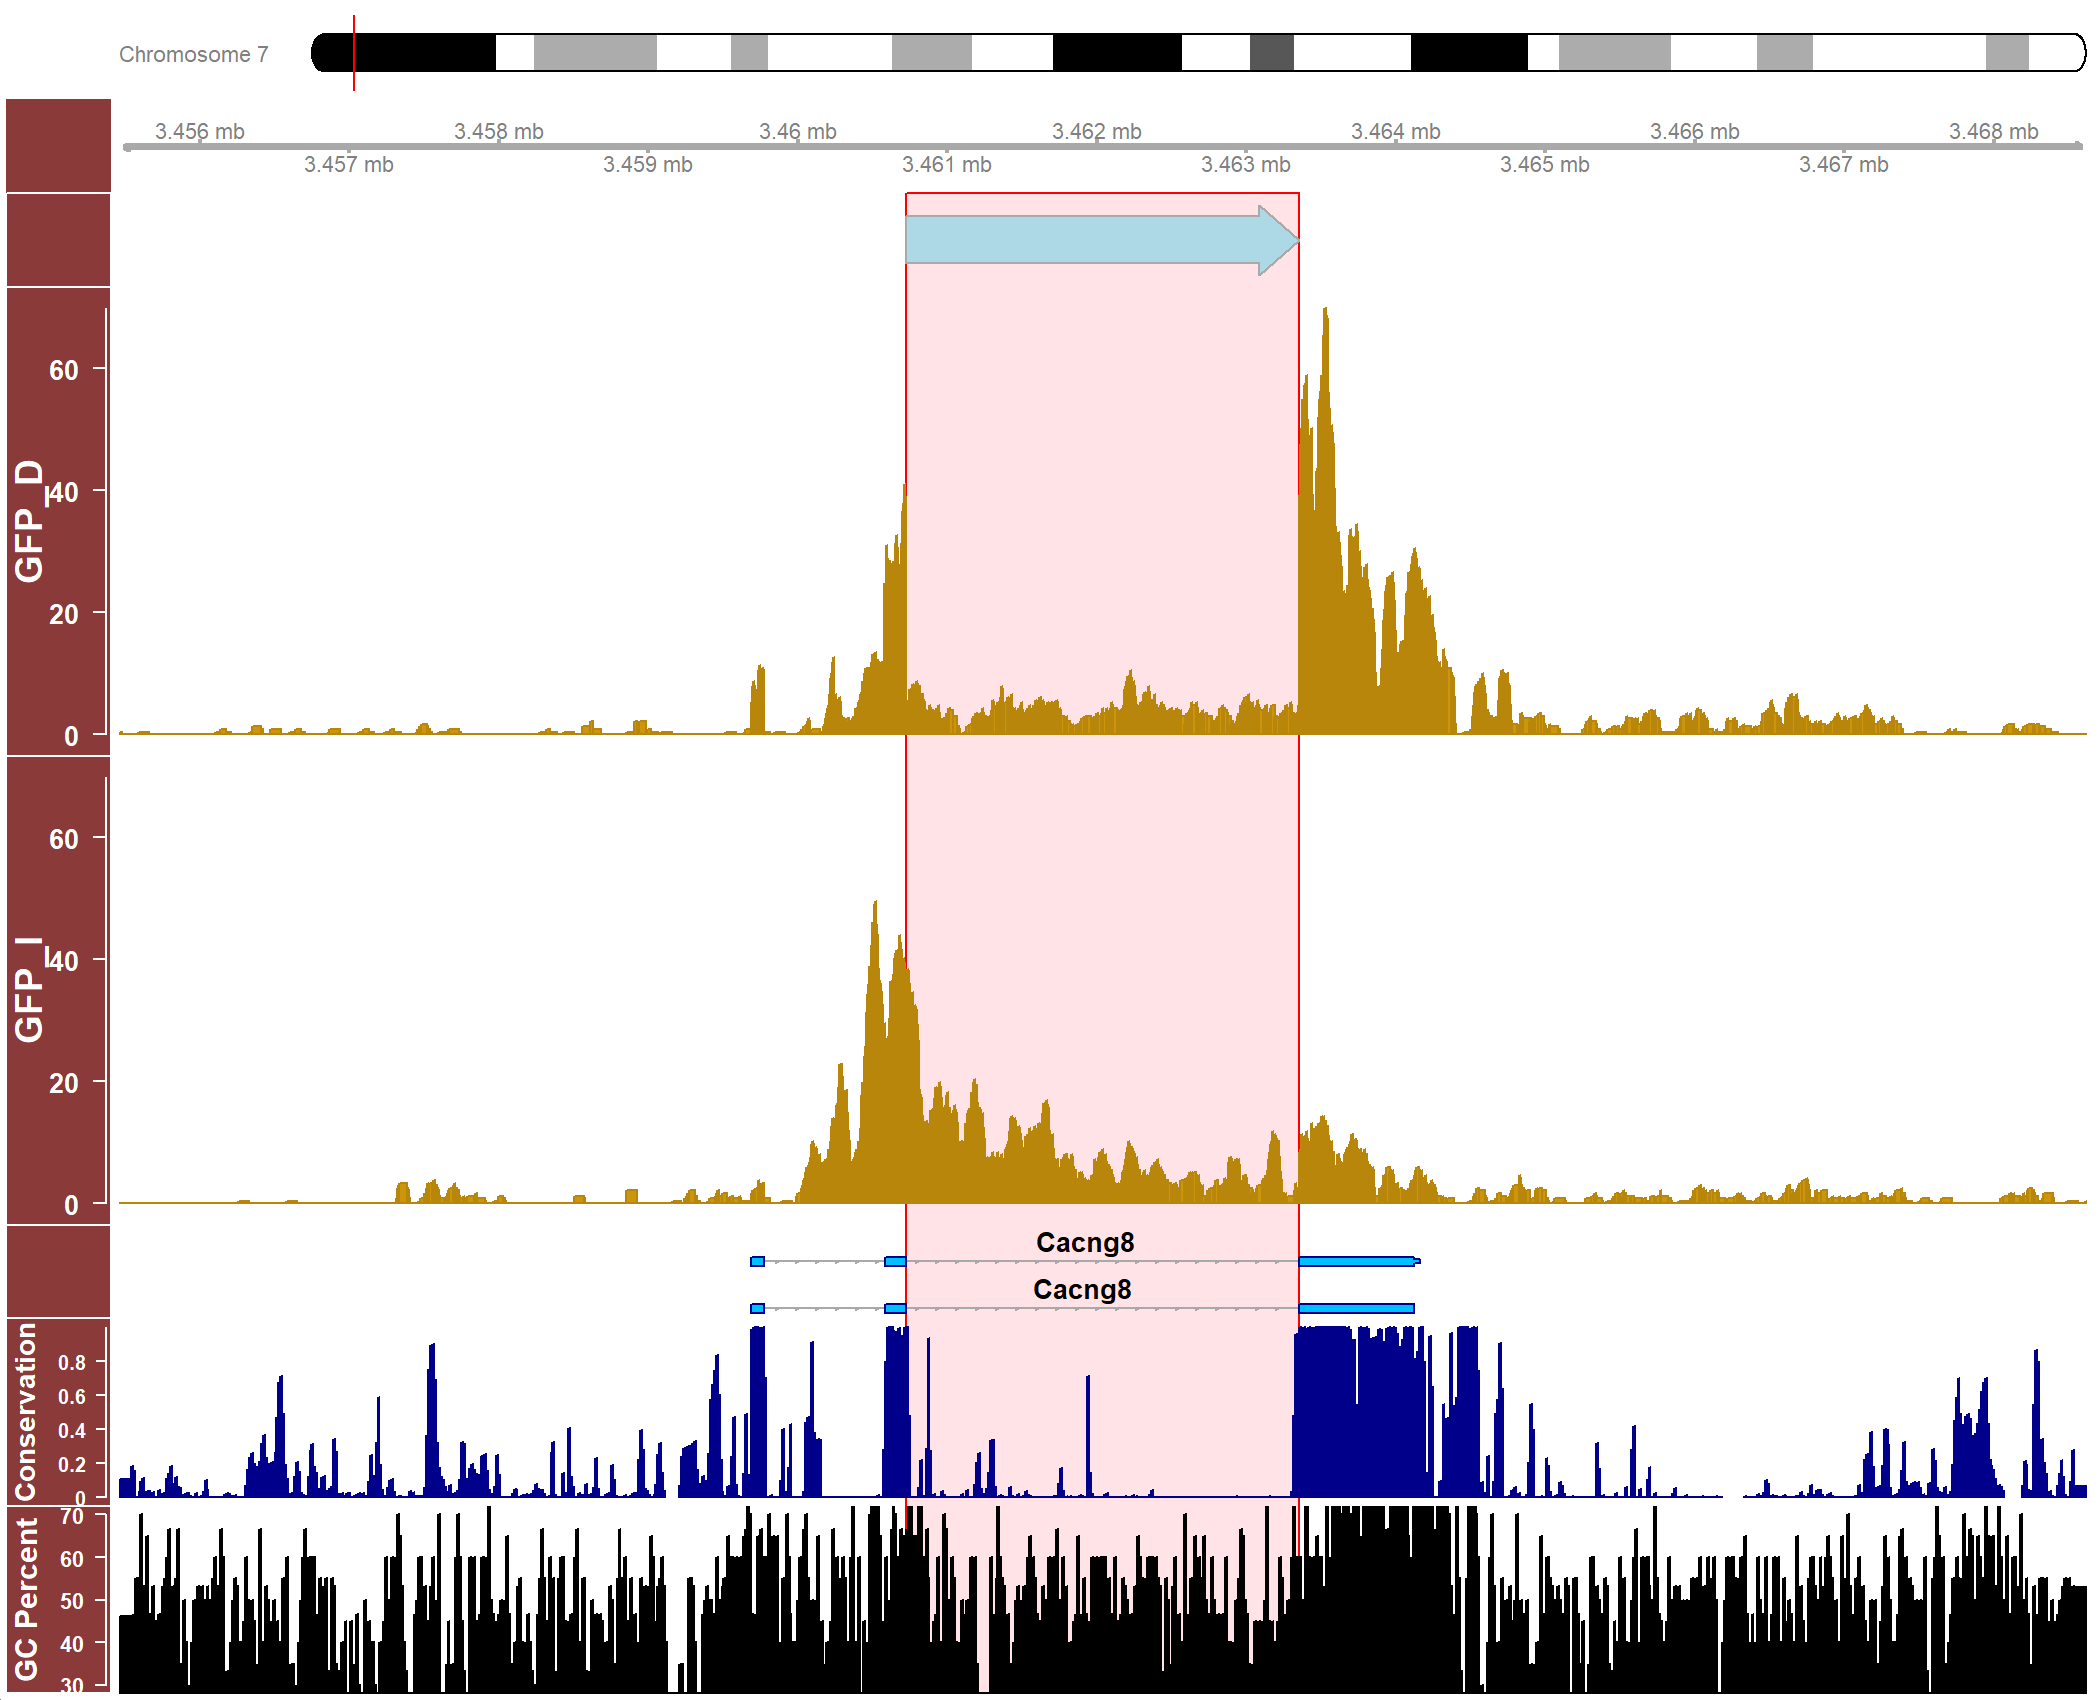 Chromosome 7
3.456 mb 3.458 mb 3.46 mb 3.462 mb 3.464 mb 3.466 mb 3.468 mb
3.457 mb 3.459 mb 3.461 mb 3.463 mb 3.465 mb 3.467 mb
GFP_D
60
40
20
0
GFP_I
60
40
20
0
Cacng8
Cacng8
Conservation
0.8
0.6
0.4
0.2
0
GC Percent
70
60
50
40
30